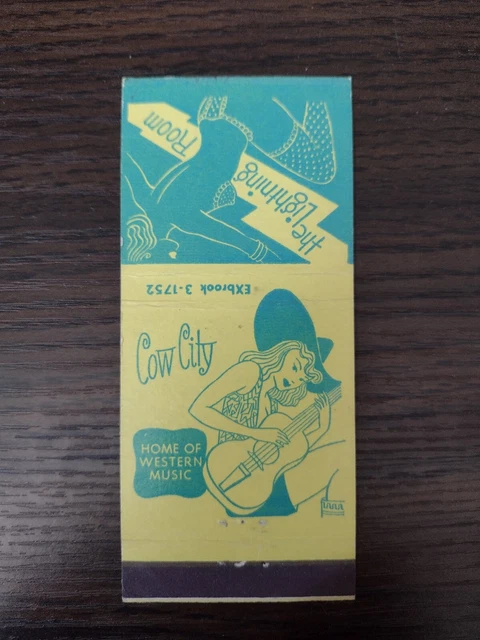 the Lightning
Room
EXbrook 3-1752
Cow City
HOME OF
WESTERN
MUSIC